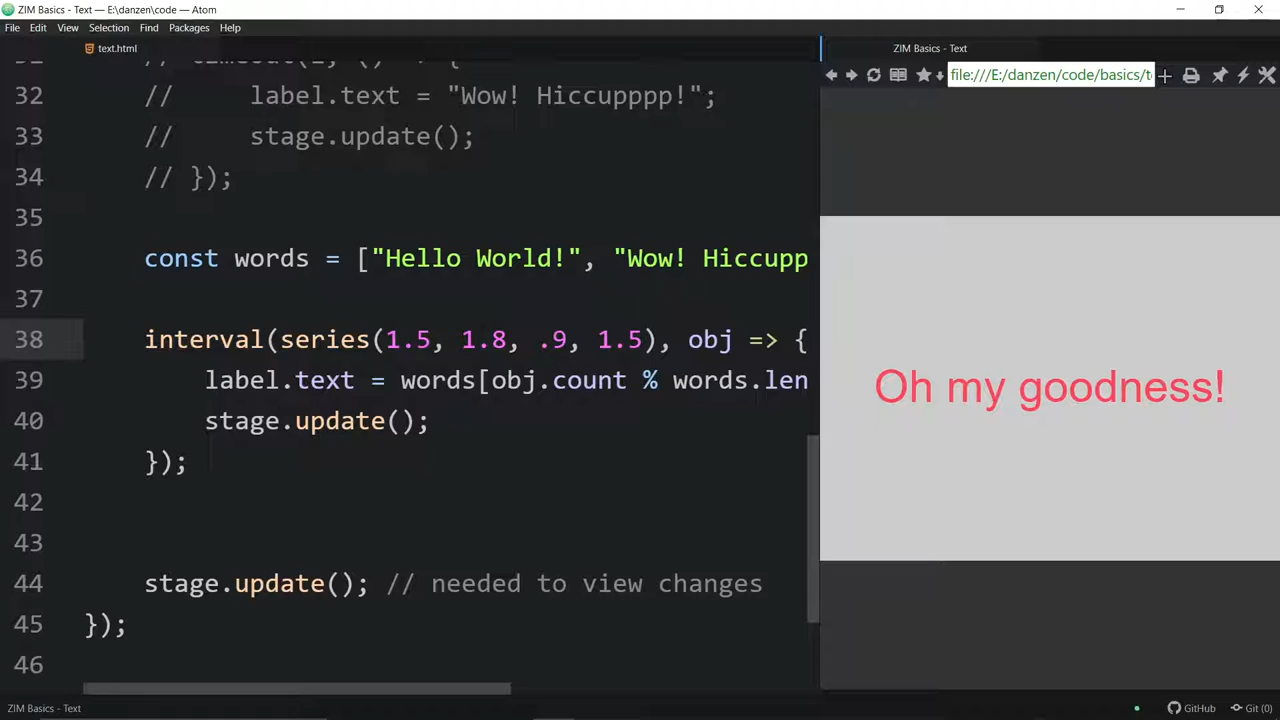 ZIM Basics - Text — E:\danzen\code — Atom
File Edit View Selection Find Packages Help
text.html
ZIM Basics - Text
file:///E:/danzen/code/basics/t
32 // label.text = "Wow! Hiccupppp!";
33 // stage.update();
34 // });
35
36 const words = ["Hello World!", "Wow! Hiccupp
37
38 interval(series(1.5, 1.8, .9, 1.5), obj => {
39 label.text = words[obj.count % words.len
40 stage.update();
41 });
42
43
44 stage.update(); // needed to view changes
45 });
46
Oh my goodness!
ZIM Basics - Text
GitHub
Git (0)